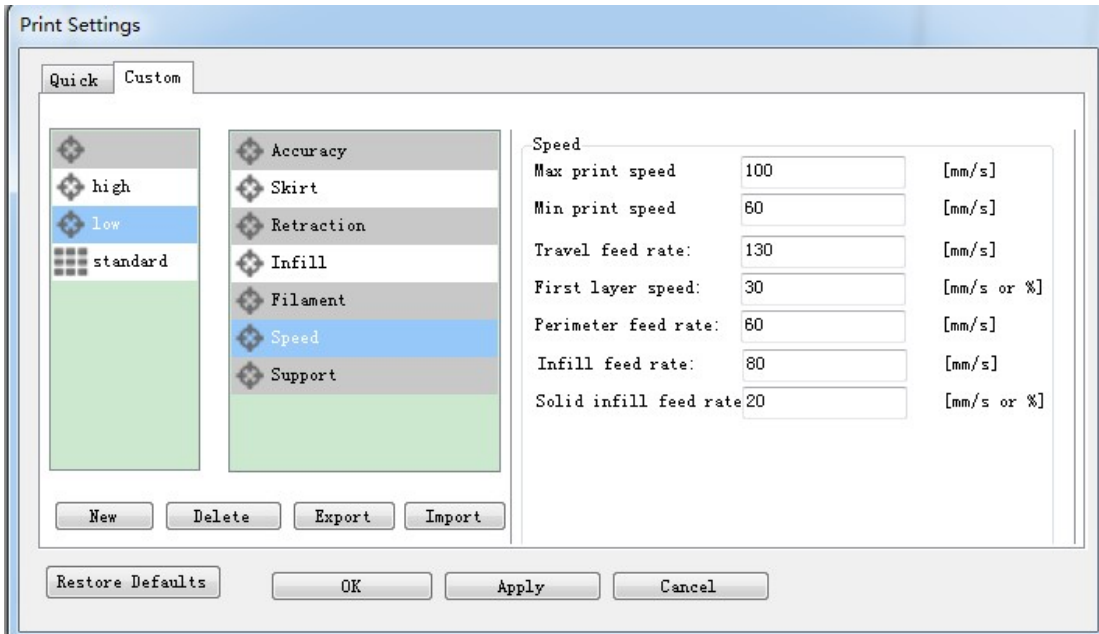 Print Settings
Quick Custom
high
low
standard
Accuracy
Skirt
Retraction
Infill
Filament
Speed
Support
Speed
Max print speed 100 [mm/s]
Min print speed 60 [mm/s]
Travel feed rate: 130 [mm/s]
First layer speed: 30 [mm/s or %]
Perimeter feed rate: 60 [mm/s]
Infill feed rate: 80 [mm/s]
Solid infill feed rate 20 [mm/s or %]
New Delete Export Import
Restore Defaults OK Apply Cancel